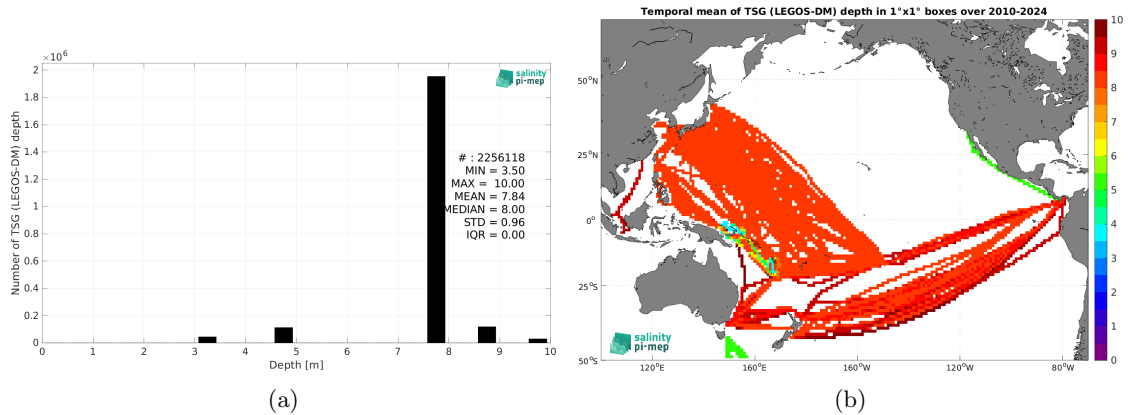 ×10⁶
2
1.8
1.6
1.4
1.2
1
0.8
0.6
0.4
0.2
0
Number of TSG (LEGOS-DM) depth
salinity
pi-mep
# : 2256118
MIN = 3.50
MAX = 10.00
MEAN = 7.84
MEDIAN = 8.00
STD = 0.96
IQR = 0.00
0 1 2 3 4 5 6 7 8 9 10
Depth [m]
(a)
Temporal mean of TSG (LEGOS-DM) depth in 1°x1° boxes over 2010-2024
50°N
25°N
0°
25°S
50°S
120°E 160°E 160°W 120°W 80°W
salinity
pi-mep
10
9
8
7
6
5
4
3
2
1
0
(b)